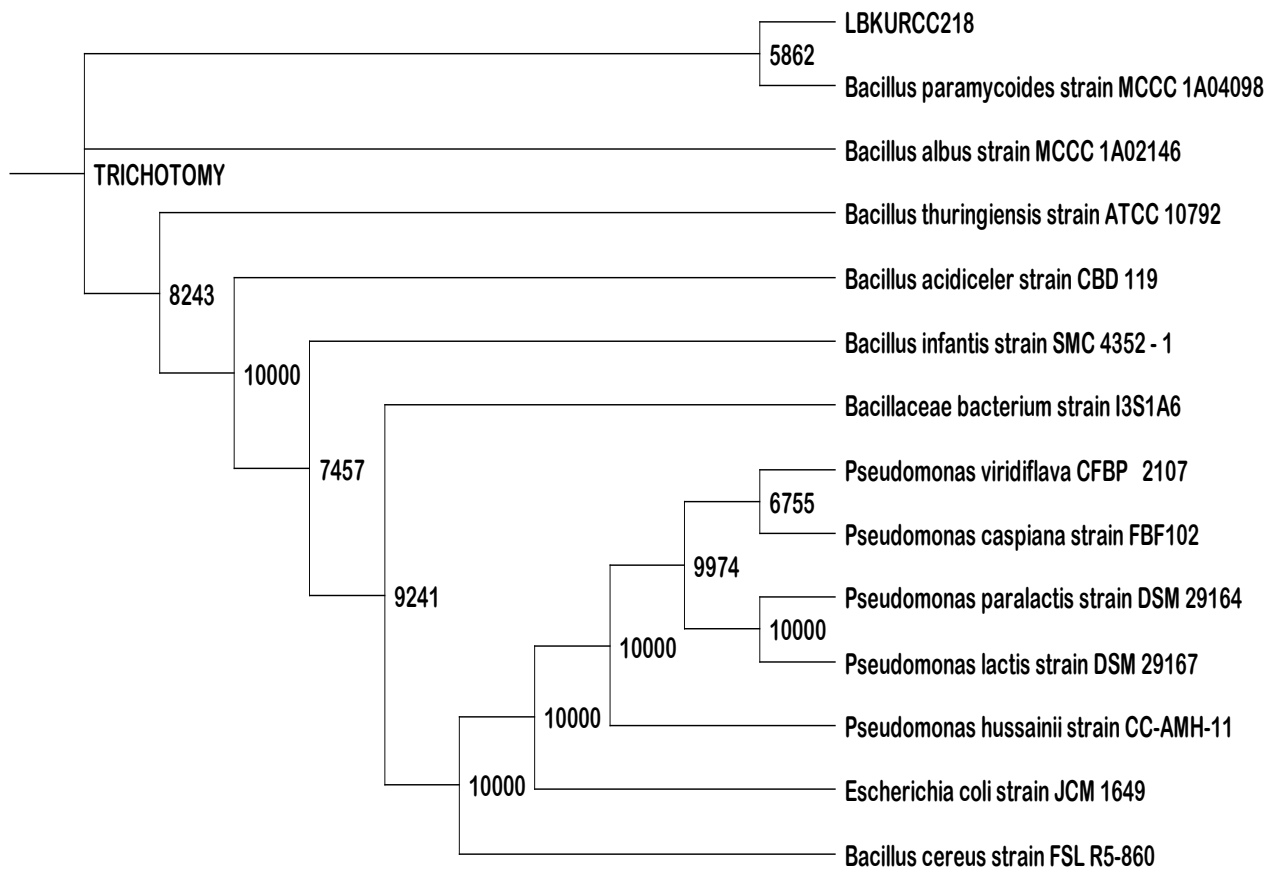 LBKURCC218
5862
Bacillus paramycoides strain MCCC 1A04098
Bacillus albus strain MCCC 1A02146
TRICHOTOMY
Bacillus thuringiensis strain ATCC 10792
8243
Bacillus acidiceler strain CBD 119
10000
Bacillus infantis strain SMC 4352 - 1
7457
Bacillaceae bacterium strain I3S1A6
9241
Pseudomonas viridiflava CFBP 2107
6755
Pseudomonas caspiana strain FBF102
9974
Pseudomonas paralactis strain DSM 29164
10000
Pseudomonas lactis strain DSM 29167
10000
Pseudomonas hussainii strain CC-AMH-11
10000
Escherichia coli strain JCM 1649
10000
Bacillus cereus strain FSL R5-860